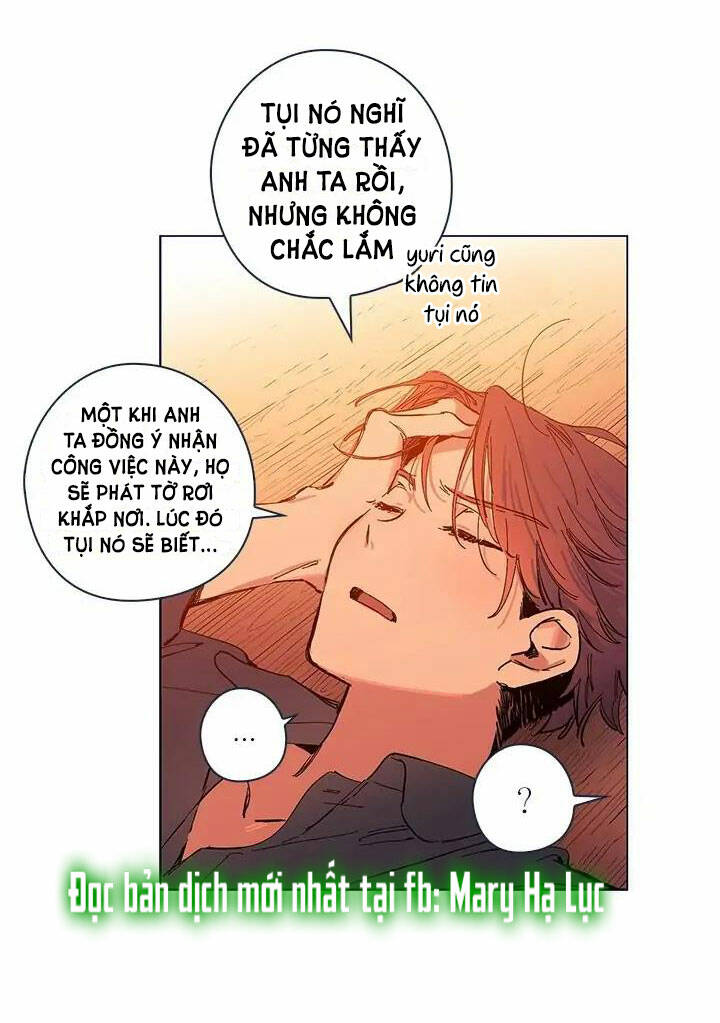 TỤI NÓ NGHĨ
ĐÃ TỪNG THẤY
ANH TA RỒI,
NHƯNG KHÔNG
CHẮC LẮM
yuri cũng
không tin
tụi nó
MỘT KHI ANH
TA ĐỒNG Ý NHẬN
CÔNG VIỆC NÀY, HỌ
SẼ PHÁT TỜ RƠI
KHẮP NƠI. LÚC ĐÓ
TỤI NÓ SẼ BIẾT...
...
?
Đọc bản dịch mới nhất tại fb: Mary Hạ Lục